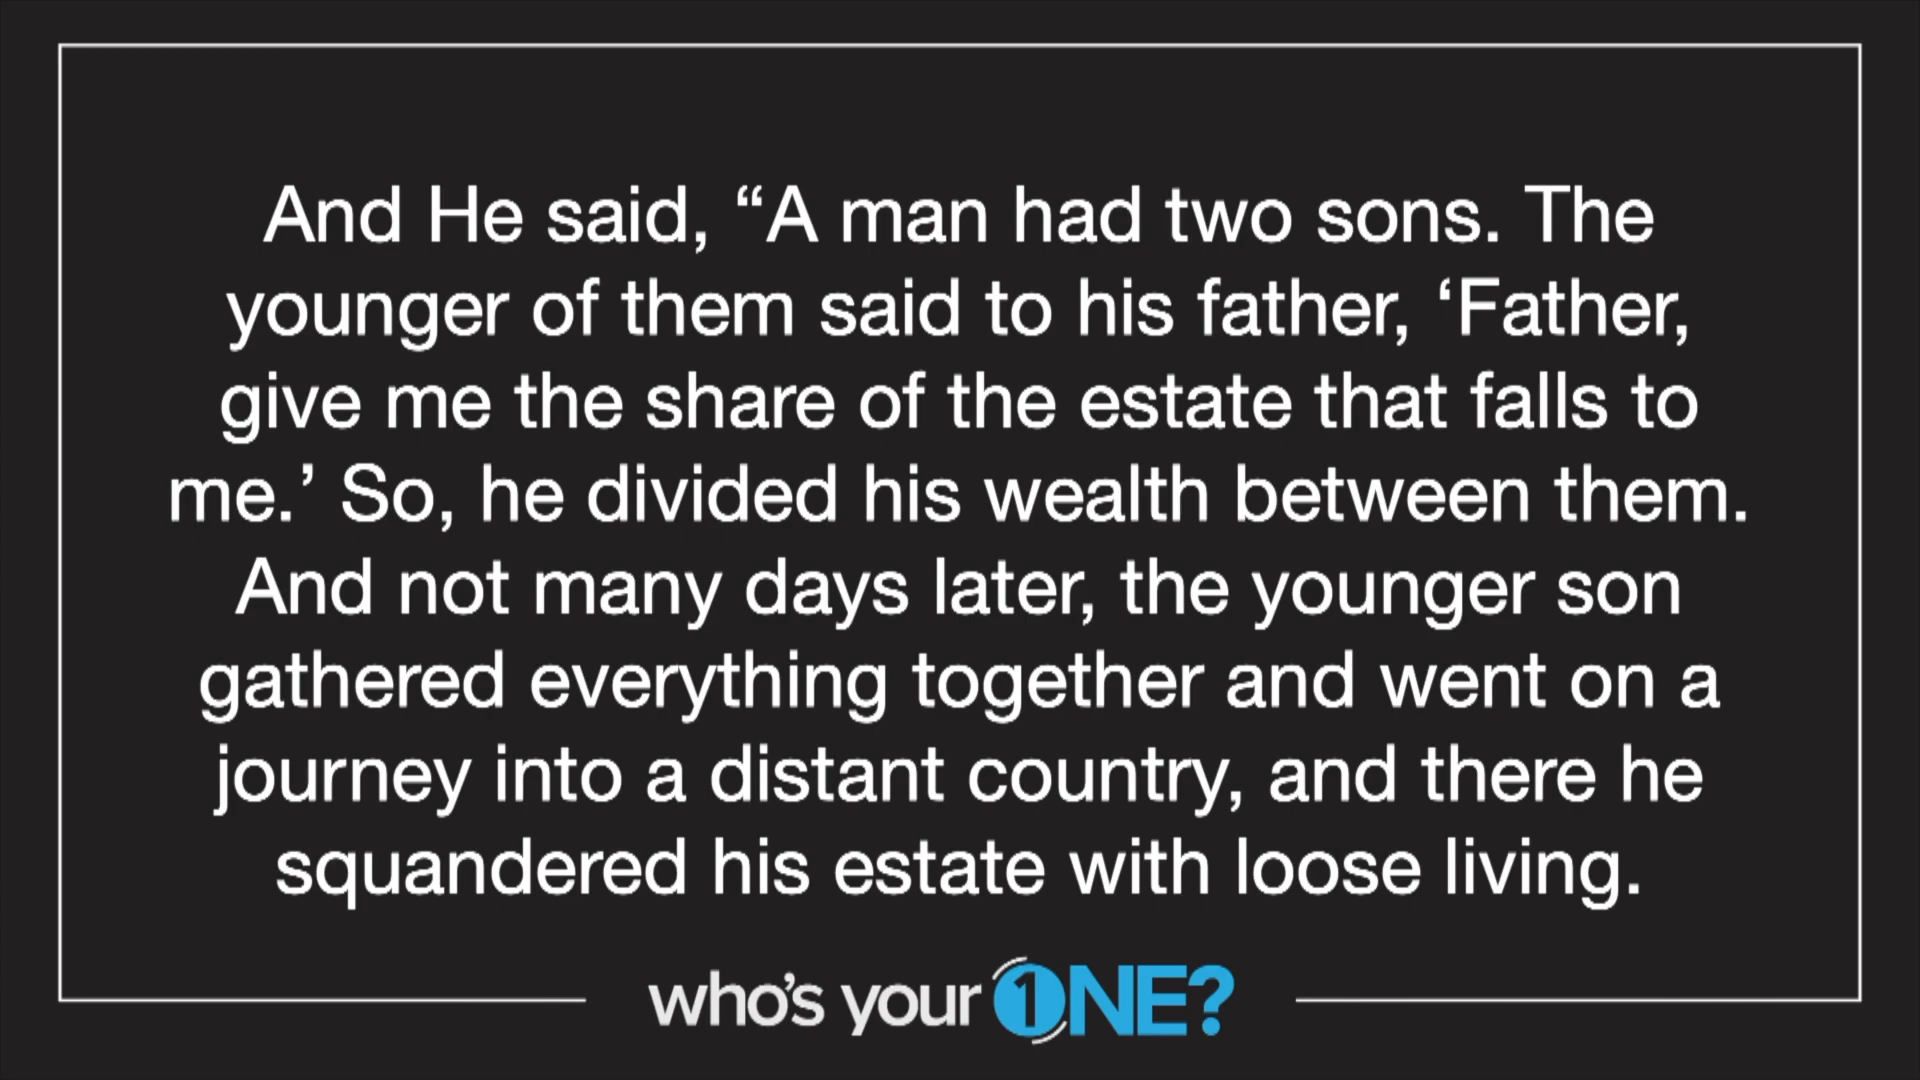 And He said, “A man had two sons. The
younger of them said to his father, ‘Father,
give me the share of the estate that falls to
me.’ So, he divided his wealth between them.
And not many days later, the younger son
gathered everything together and went on a
journey into a distant country, and there he
squandered his estate with loose living.
who’s your 1NE?